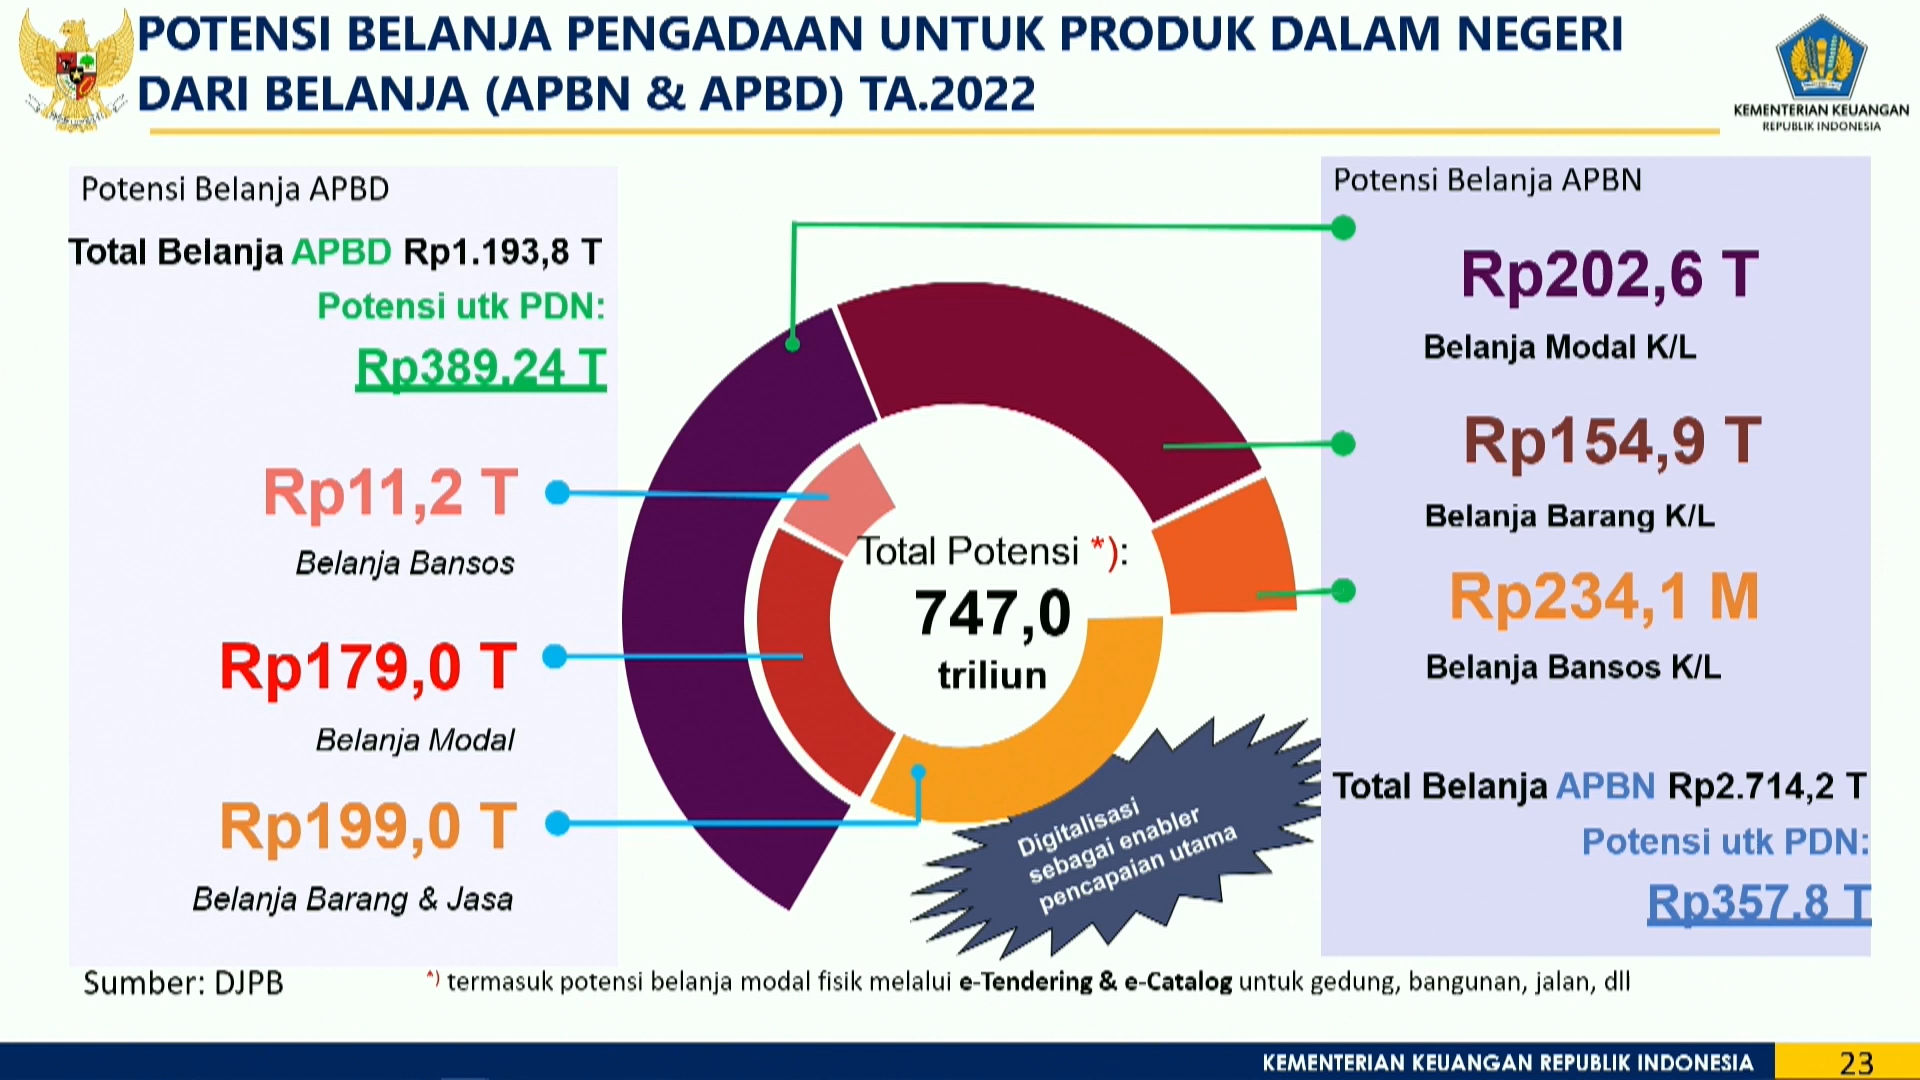 POTENSI BELANJA PENGADAAN UNTUK PRODUK DALAM NEGERI
DARI BELANJA (APBN & APBD) TA.2022
KEMENTERIAN KEUANGAN
REPUBLIK INDONESIA
Potensi Belanja APBD
Total Belanja APBD Rp1.193,8 T
Potensi utk PDN:
Rp389,24 T
Rp11,2 T
Belanja Bansos
Rp179,0 T
Belanja Modal
Rp199,0 T
Belanja Barang & Jasa
Total Potensi *):
747,0
triliun
Digitalisasi
sebagai enabler
pencapaian utama
Potensi Belanja APBN
Rp202,6 T
Belanja Modal K/L
Rp154,9 T
Belanja Barang K/L
Rp234,1 M
Belanja Bansos K/L
Total Belanja APBN Rp2.714,2 T
Potensi utk PDN:
Rp357,8 T
Sumber: DJPB
*) termasuk potensi belanja modal fisik melalui e-Tendering & e-Catalog untuk gedung, bangunan, jalan, dll
KEMENTERIAN KEUANGAN REPUBLIK INDONESIA
23